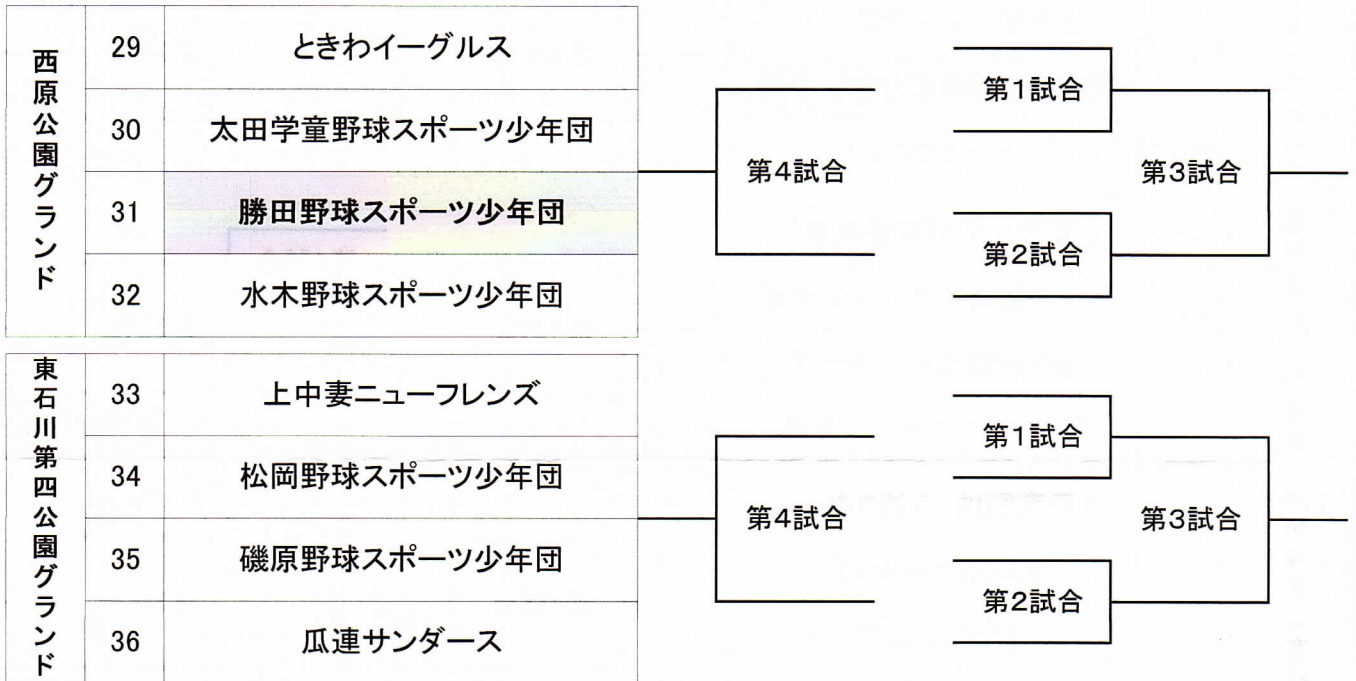 西原公園グランド
29 ときわイーグルス
30 太田学童野球スポーツ少年団
31 勝田野球スポーツ少年団
32 水木野球スポーツ少年団
第4試合
第1試合
第2試合
第3試合
東石川第四公園グランド
33 上中妻ニューフレンズ
34 松岡野球スポーツ少年団
35 磯原野球スポーツ少年団
36 瓜連サンダース
第4試合
第1試合
第2試合
第3試合